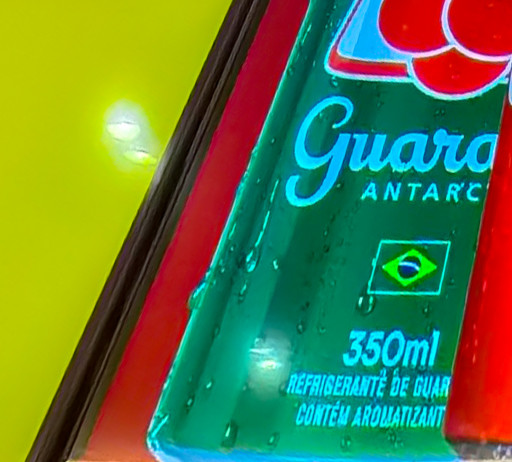 Guara
ANTARC
350ml
REFRIGERANTE DE GUAR
CONTÉM AROMATIZANT